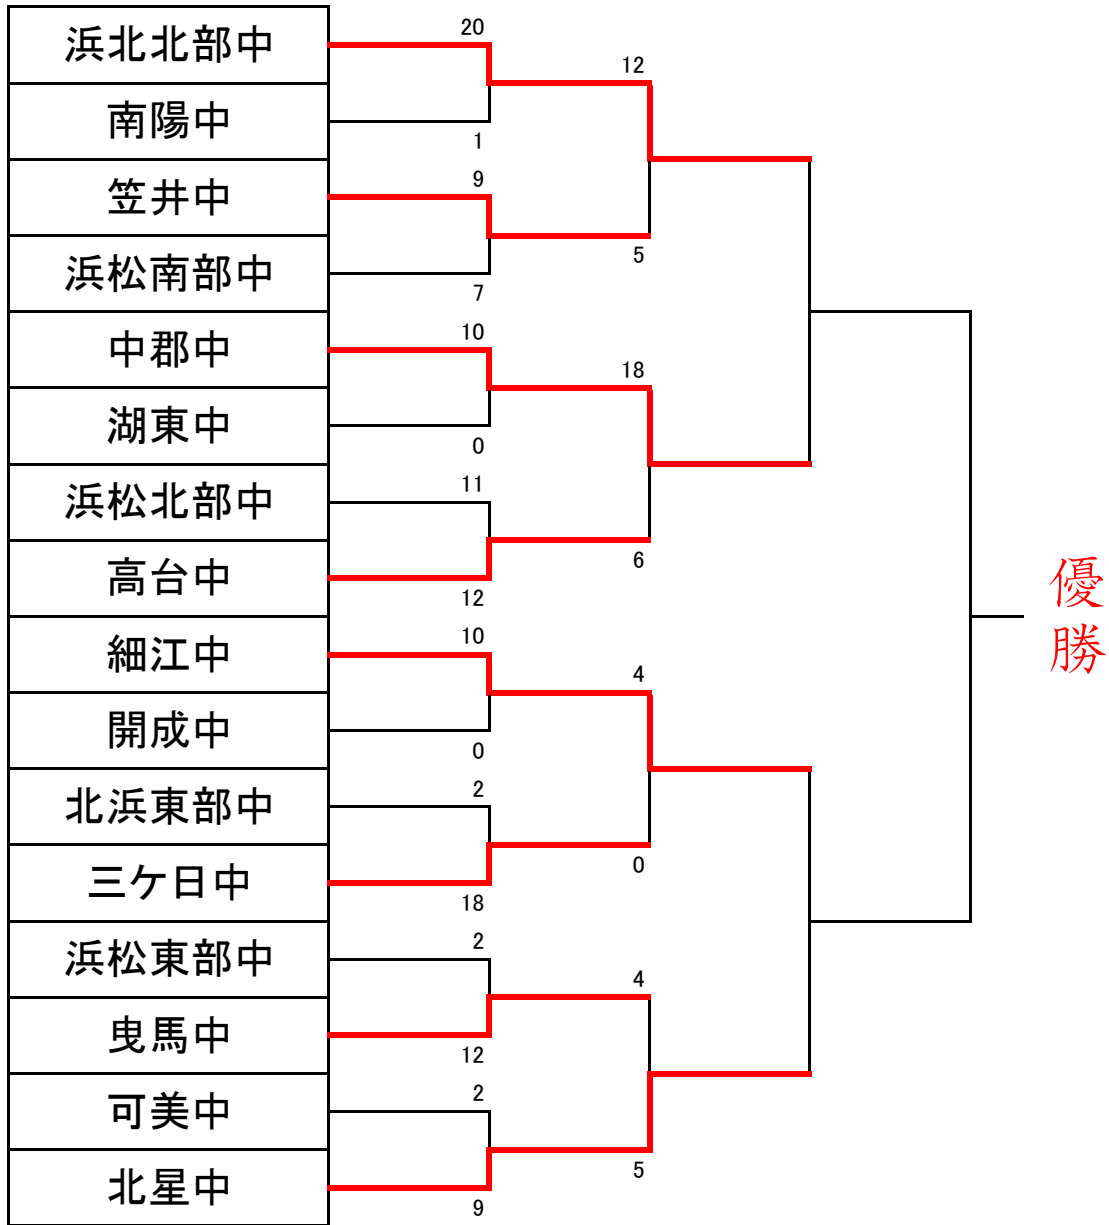 浜北北部中
南陽中
笠井中
浜松南部中
中郡中
湖東中
浜松北部中
高台中
細江中
開成中
北浜東部中
三ケ日中
浜松東部中
曳馬中
可美中
北星中
20
1
9
7
10
0
11
12
10
0
2
18
2
12
2
9
12
5
18
6
4
0
4
5
優勝